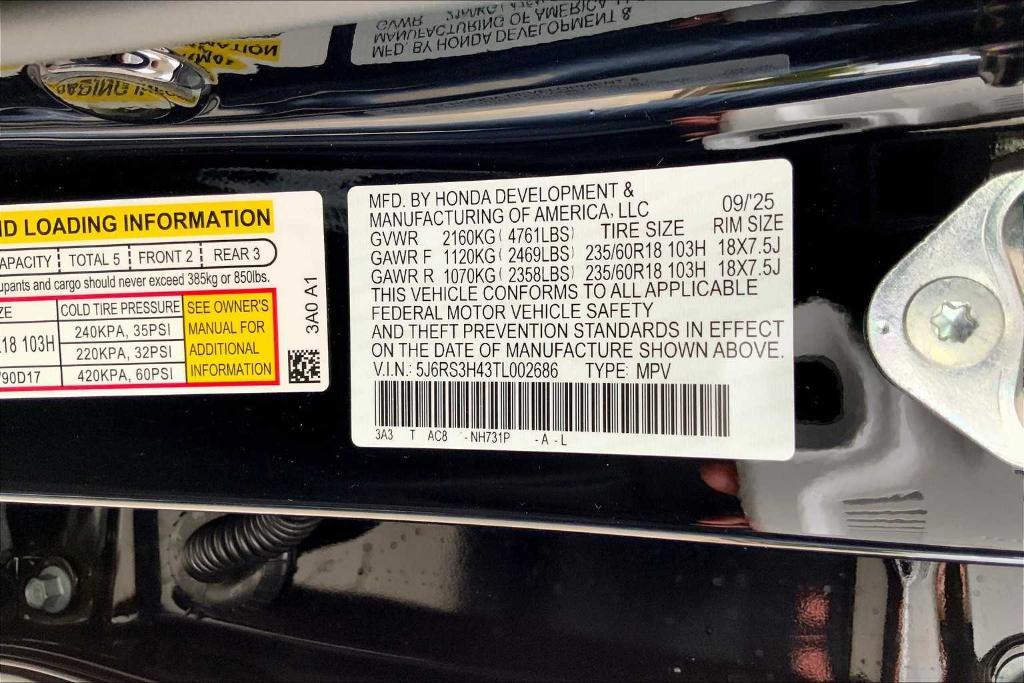 ND LOADING INFORMATION
APACITY TOTAL 5 FRONT 2 REAR 3
upants and cargo should never exceed 385kg or 850lbs.
ZE COLD TIRE PRESSURE SEE OWNER'S MANUAL FOR ADDITIONAL INFORMATION
18 103H 240KPA, 35PSI
220KPA, 32PSI
90D17 420KPA, 60PSI
3A0 A1
MFD. BY HONDA DEVELOPMENT &
MANUFACTURING OF AMERICA, LLC 09/'25
GVWR 2160KG ( 4761LBS) TIRE SIZE RIM SIZE
GAWR F 1120KG ( 2469LBS) 235/60R18 103H 18X7.5J
GAWR R 1070KG ( 2358LBS) 235/60R18 103H 18X7.5J
THIS VEHICLE CONFORMS TO ALL APPLICABLE
FEDERAL MOTOR VEHICLE SAFETY
AND THEFT PREVENTION STANDARDS IN EFFECT
ON THE DATE OF MANUFACTURE SHOWN ABOVE.
V.I.N.: 5J6RS3H43TL002686 TYPE: MPV
3A3 T AC8 -NH731P -A-L